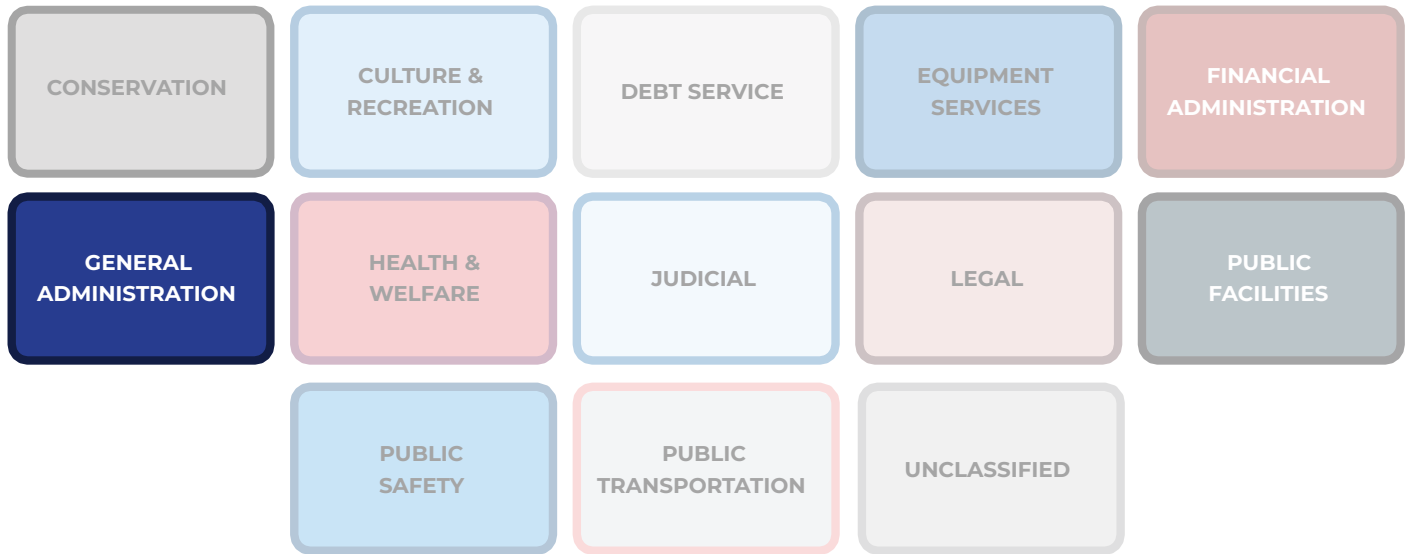 CONSERVATION
CULTURE &
RECREATION
DEBT SERVICE
EQUIPMENT
SERVICES
FINANCIAL
ADMINISTRATION
GENERAL
ADMINISTRATION
HEALTH &
WELFARE
JUDICIAL
LEGAL
PUBLIC
FACILITIES
PUBLIC
SAFETY
PUBLIC
TRANSPORTATION
UNCLASSIFIED